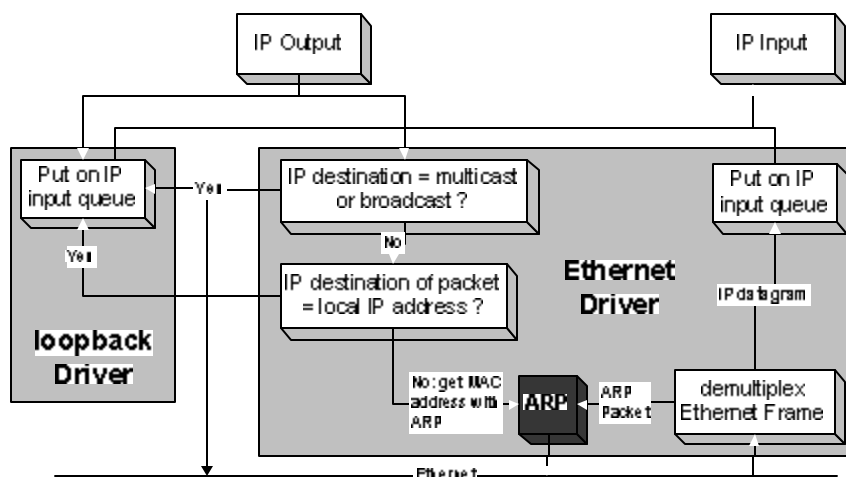 IP Output
IP Input
Put on IP
input queue
Yes
IP destination = multicast
or broadcast ?
Put on IP
input queue
No
Yes
IP destination of packet
= local IP address ?
Ethernet
Driver
IP datagram
loopback
Driver
No: get MAC
address with
ARP
ARP
ARP
Packet
demultiplex
Ethernet Frame
Ethernet